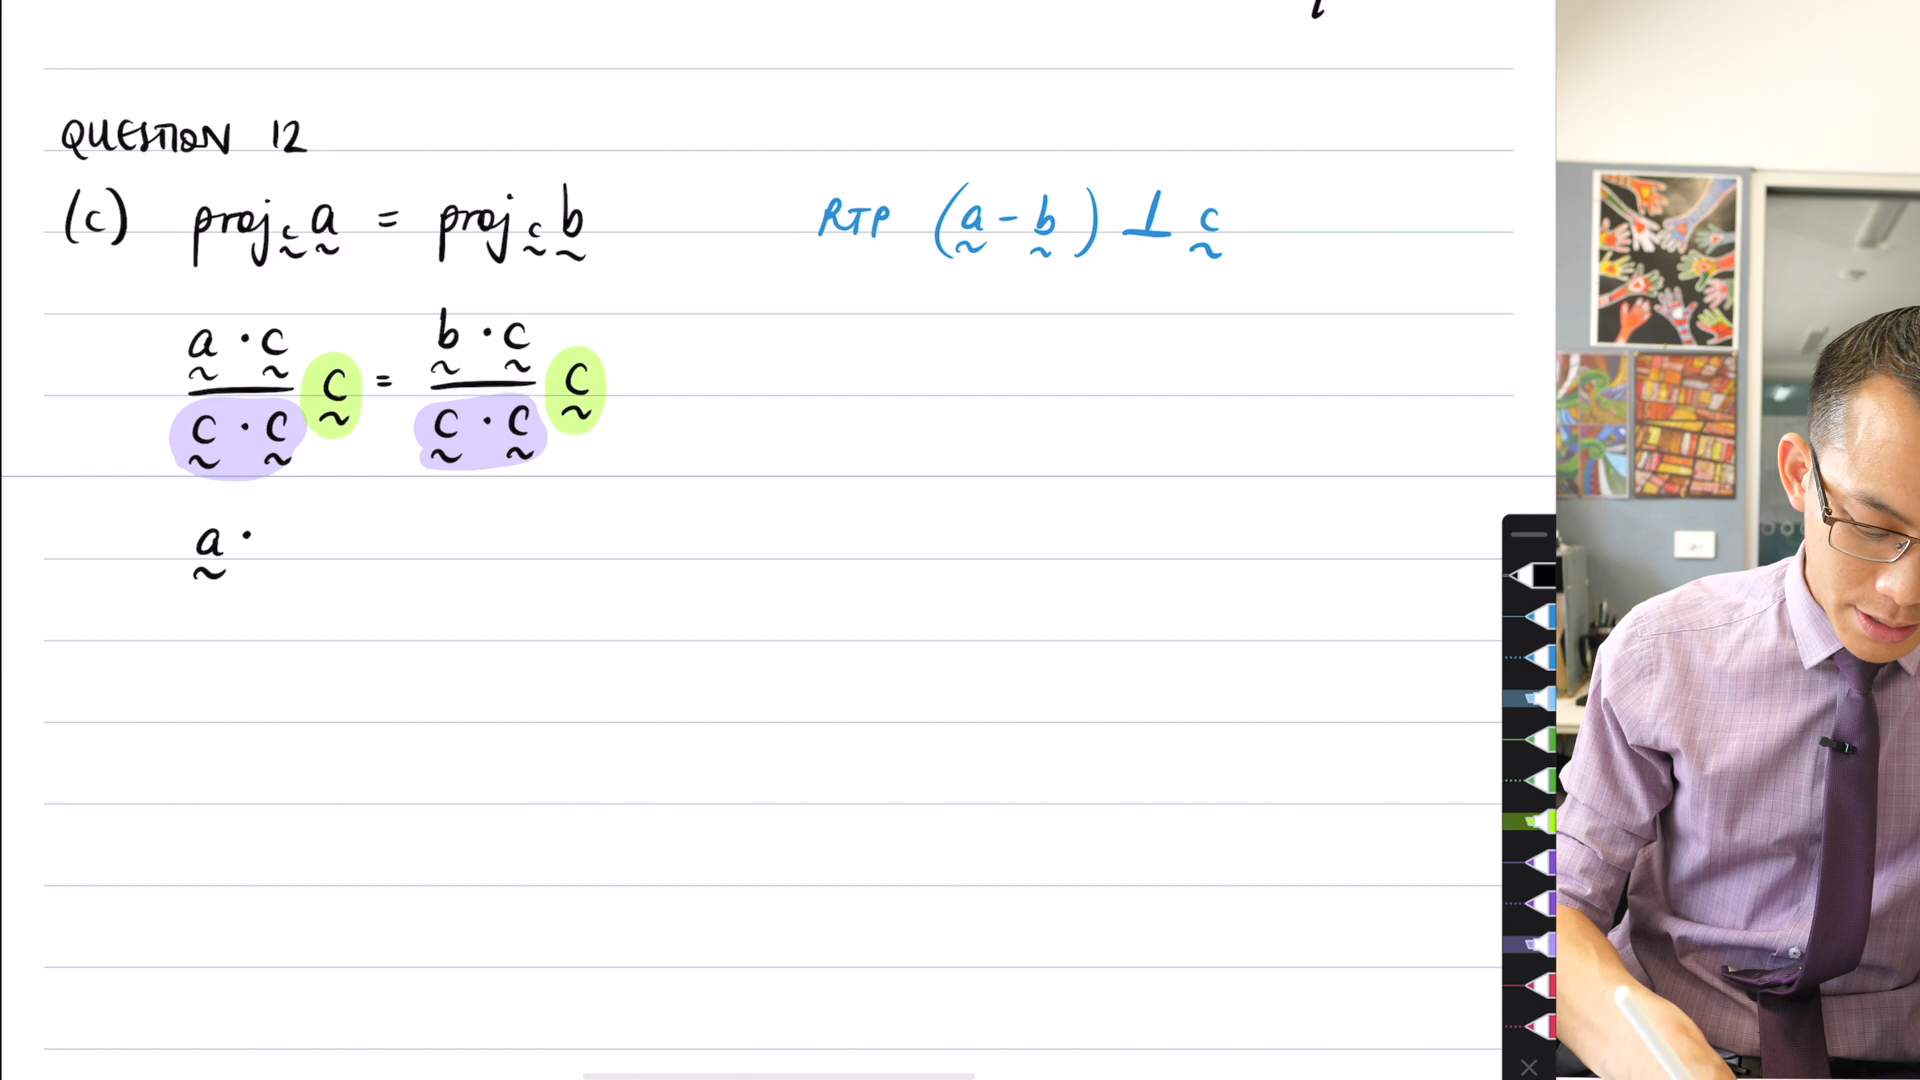 QUESTION 12
(c) proj_c̰ a̰ = proj_c̰ b̰ RTP (a̰ - b̰) ⊥ c̰
a̰ · c̰ / c̰ · c̰ c̰ = b̰ · c̰ / c̰ · c̰ c̰
a̰ ·